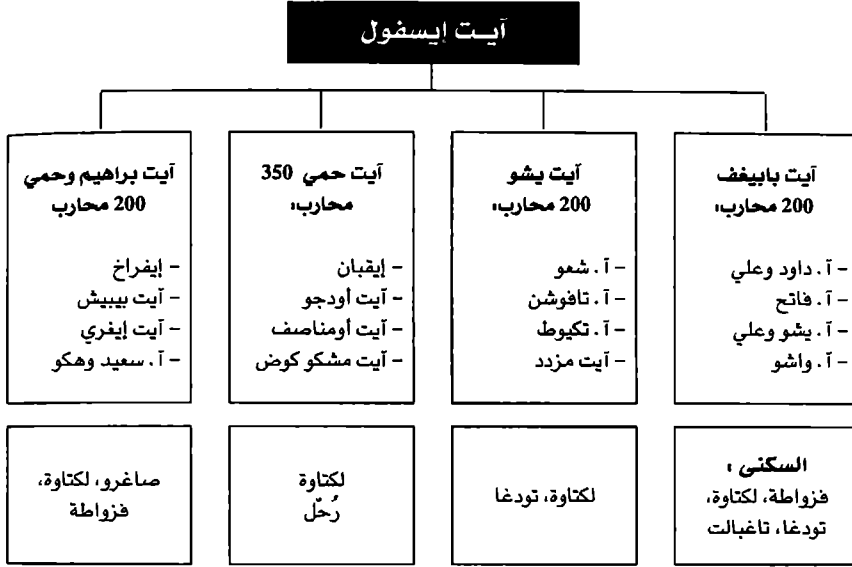 آيت إيسفول
آيت بابيغف
200 محارب:
– آ. داود وعلي
– آ. فاتح
– آ. يشو وعلي
– آ. واشو
آيت يشو
200 محارب:
– آ. شعو
– آ. تافوشن
– آ. تكيوط
– آيت مزدد
آيت حمي 350
محارب:
– إيقبان
– آيت أودجو
– آيت أومناصف
– آيت مشكو كوض
آيت براهيم وحمي
200 محارب
– إيفراخ
– آيت بيبيش
– آيت إيغري
– آ. سعيد وهكو
السكنى :
فزواطة، لكتاوة،
تودغا، تاغبالت
لكتاوة، تودغا
لكتاوة
رُحّل
صاغرو، لكتاوة،
فزواطة